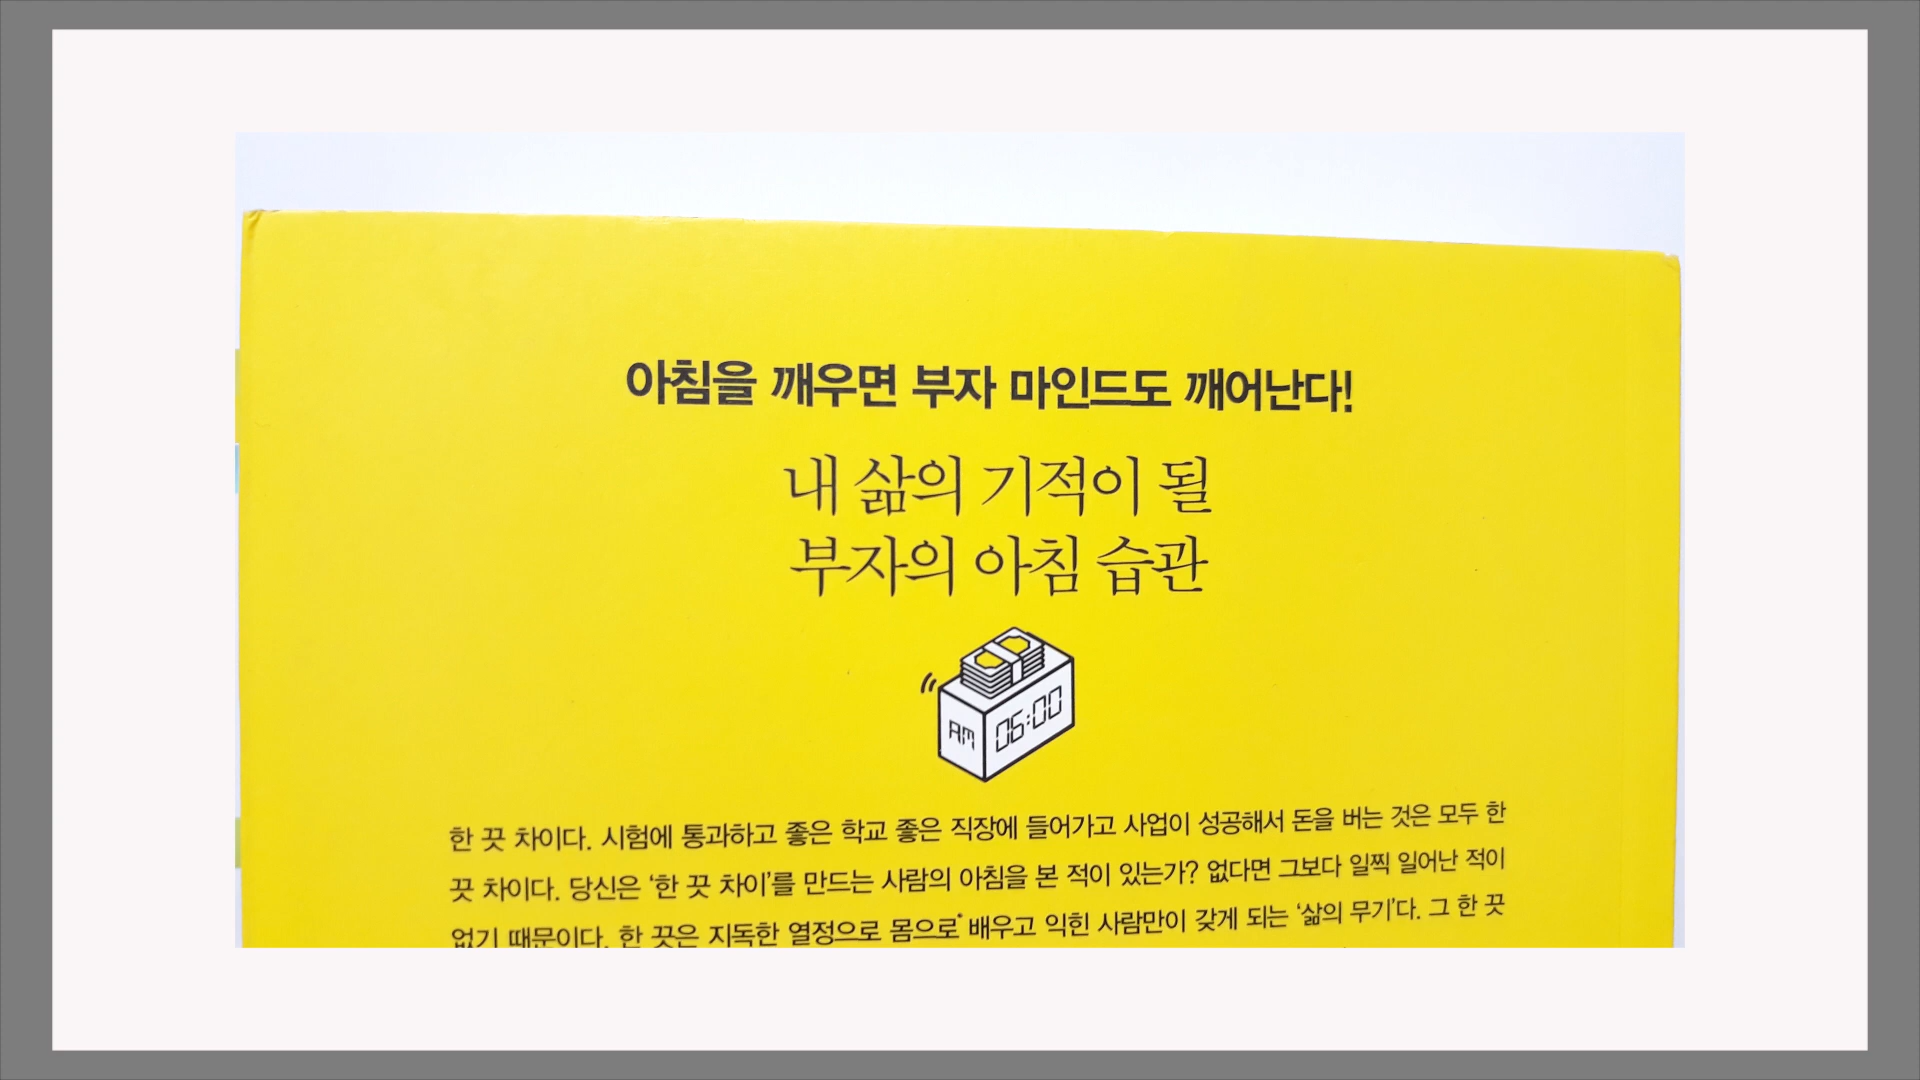 아침을 깨우면 부자 마인드도 깨어난다!
내 삶의 기적이 될
부자의 아침 습관
AM 06:00
한 끗 차이다. 시험에 통과하고 좋은 학교 좋은 직장에 들어가고 사업이 성공해서 돈을 버는 것은 모두 한
끗 차이다. 당신은 ‘한 끗 차이’를 만드는 사람의 아침을 본 적이 있는가? 없다면 그보다 일찍 일어난 적이
없기 때문이다. 한 끗은 지독한 열정으로 몸으로 배우고 익힌 사람만이 갖게 되는 ‘삶의 무기’다. 그 한 끗